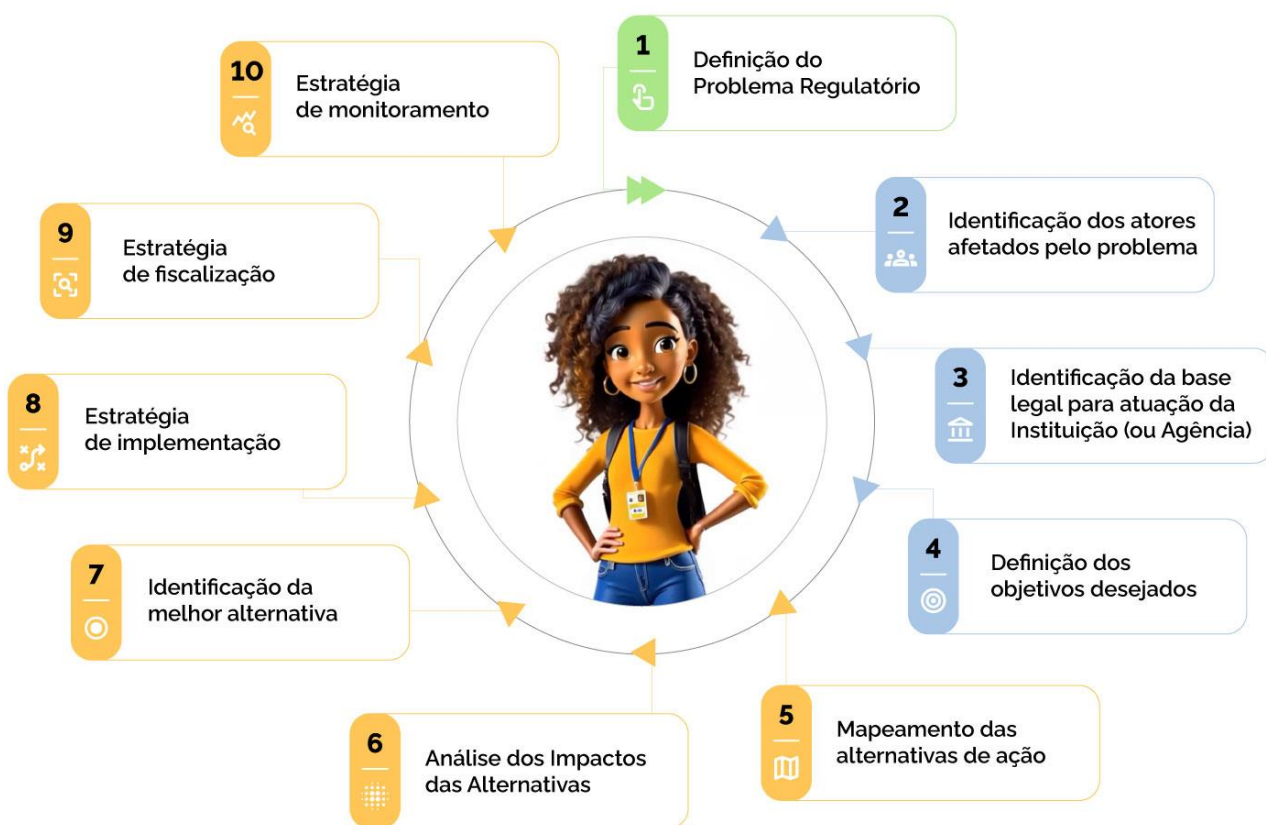 1
Definição do
Problema Regulatório
2
Identificação dos atores
afetados pelo problema
3
Identificação da base
legal para atuação da
Instituição (ou Agência)
4
Definição dos
objetivos desejados
5
Mapeamento das
alternativas de ação
6
Análise dos Impactos
das Alternativas
7
Identificação da
melhor alternativa
8
Estratégia
de implementação
9
Estratégia
de fiscalização
10
Estratégia
de monitoramento